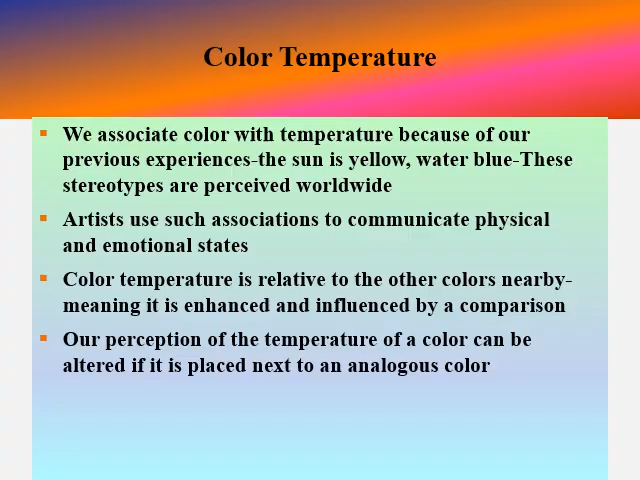 Color Temperature
We associate color with temperature because of our
previous experiences-the sun is yellow, water blue-These
stereotypes are perceived worldwide
Artists use such associations to communicate physical
and emotional states
Color temperature is relative to the other colors nearby-
meaning it is enhanced and influenced by a comparison
Our perception of the temperature of a color can be
altered if it is placed next to an analogous color